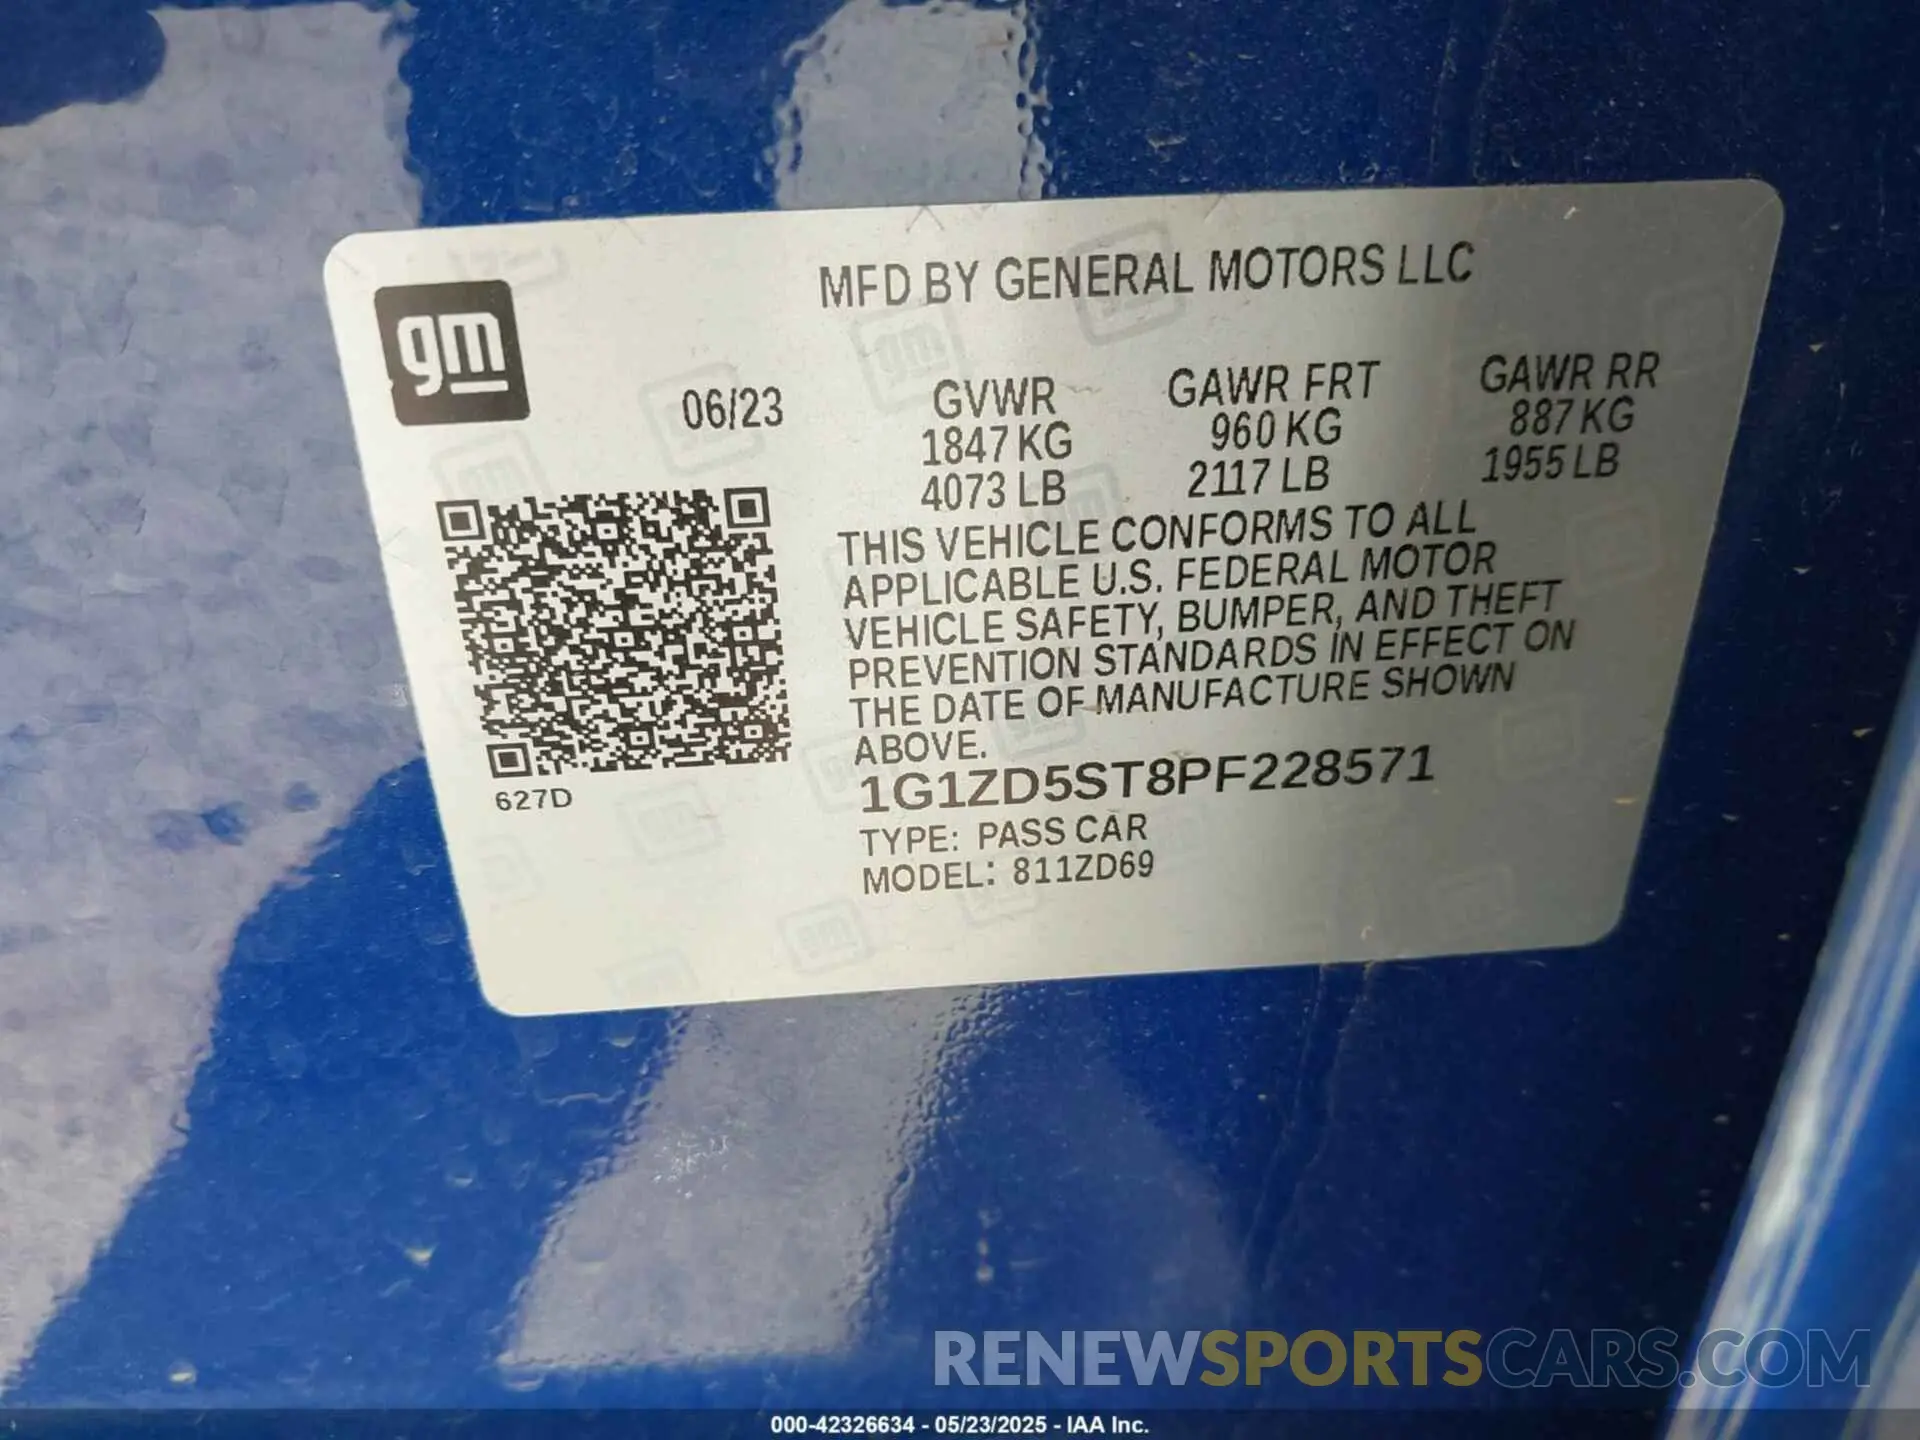 MFD BY GENERAL MOTORS LLC
gm
06/23
GVWR
1847 KG
4073 LB
GAWR FRT
960 KG
2117 LB
GAWR RR
887 KG
1955 LB
THIS VEHICLE CONFORMS TO ALL
APPLICABLE U.S. FEDERAL MOTOR
VEHICLE SAFETY, BUMPER, AND THEFT
PREVENTION STANDARDS IN EFFECT ON
THE DATE OF MANUFACTURE SHOWN
ABOVE.
627D
1G1ZD5ST8PF228571
TYPE: PASS CAR
MODEL: 811ZD69
RENEWSPORTSCARS.COM
000-42326634 - 05/23/2025 - IAA Inc.